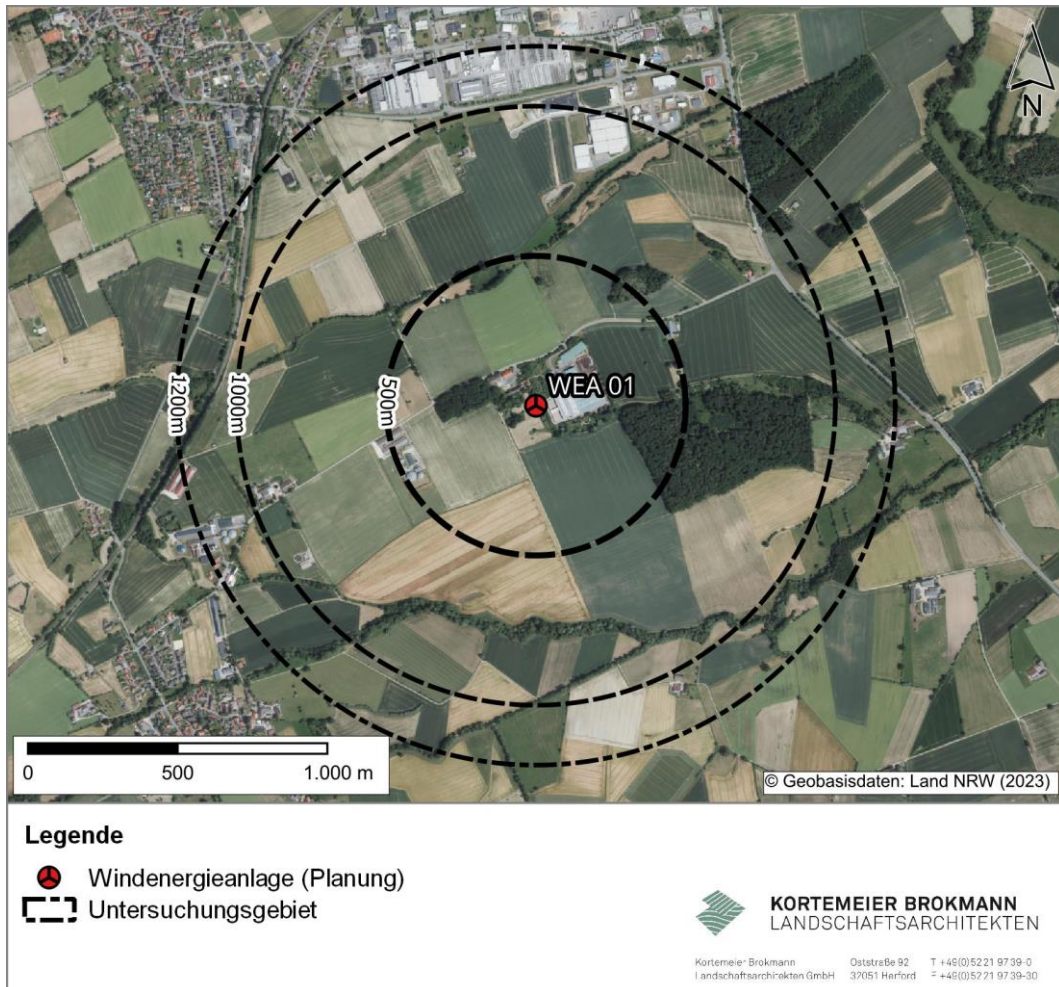 N
WEA 01
1200m
1000m
500m
0 500 1.000 m
© Geobasisdaten: Land NRW (2023)
Legende
Windenergieanlage (Planung)
Untersuchungsgebiet
KORTEMEIER BROKMANN
LANDSCHAFTSARCHITEKTEN
Kortemeier Brokmann Oststraße 92 T +49(0)5221 9739-0
Landschaftsarchitekten GmbH 32051 Herford F +49(0)5221 9739-30